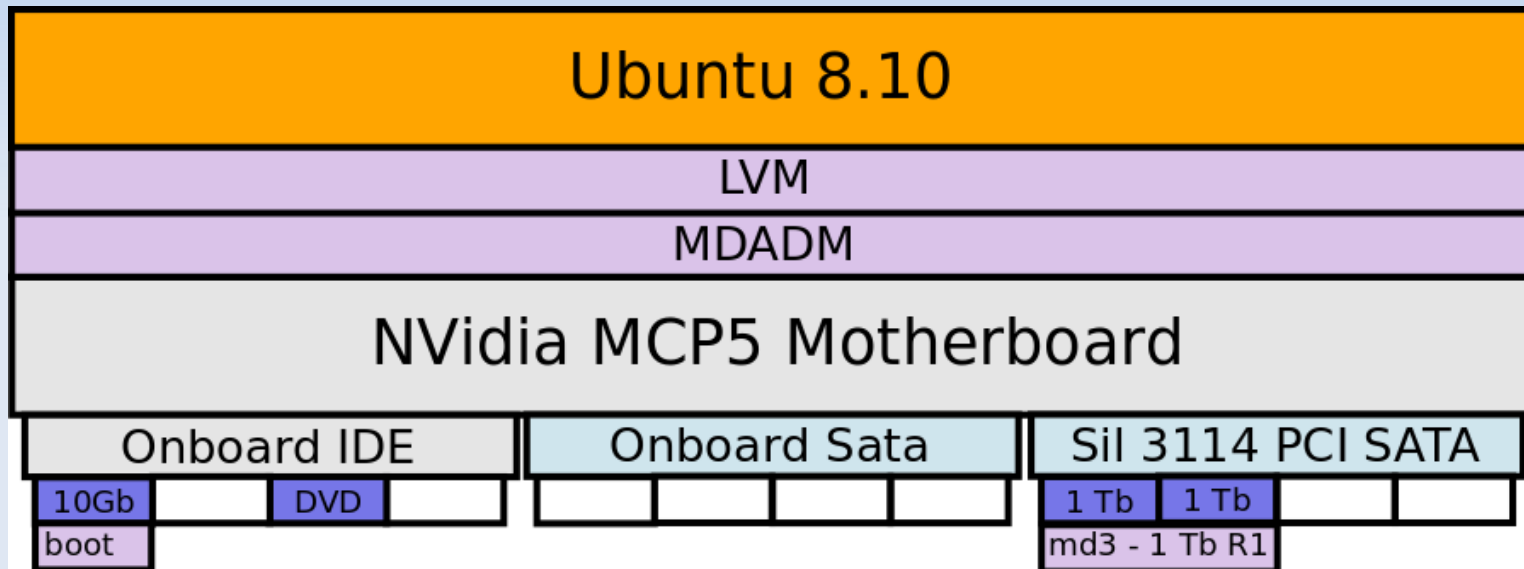 Ubuntu 8.10
LVM
MDADM
NVidia MCP5 Motherboard
Onboard IDE
Onboard Sata
Sil 3114 PCI SATA
10Gb
DVD
1 Tb
1 Tb
boot
md3 - 1 Tb R1